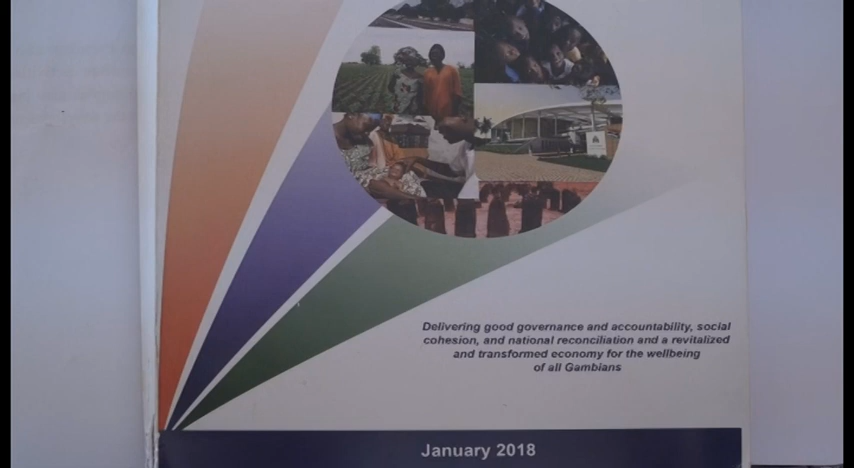 Delivering good governance and accountability, social
cohesion, and national reconciliation and a revitalized
and transformed economy for the wellbeing
of all Gambians
January 2018